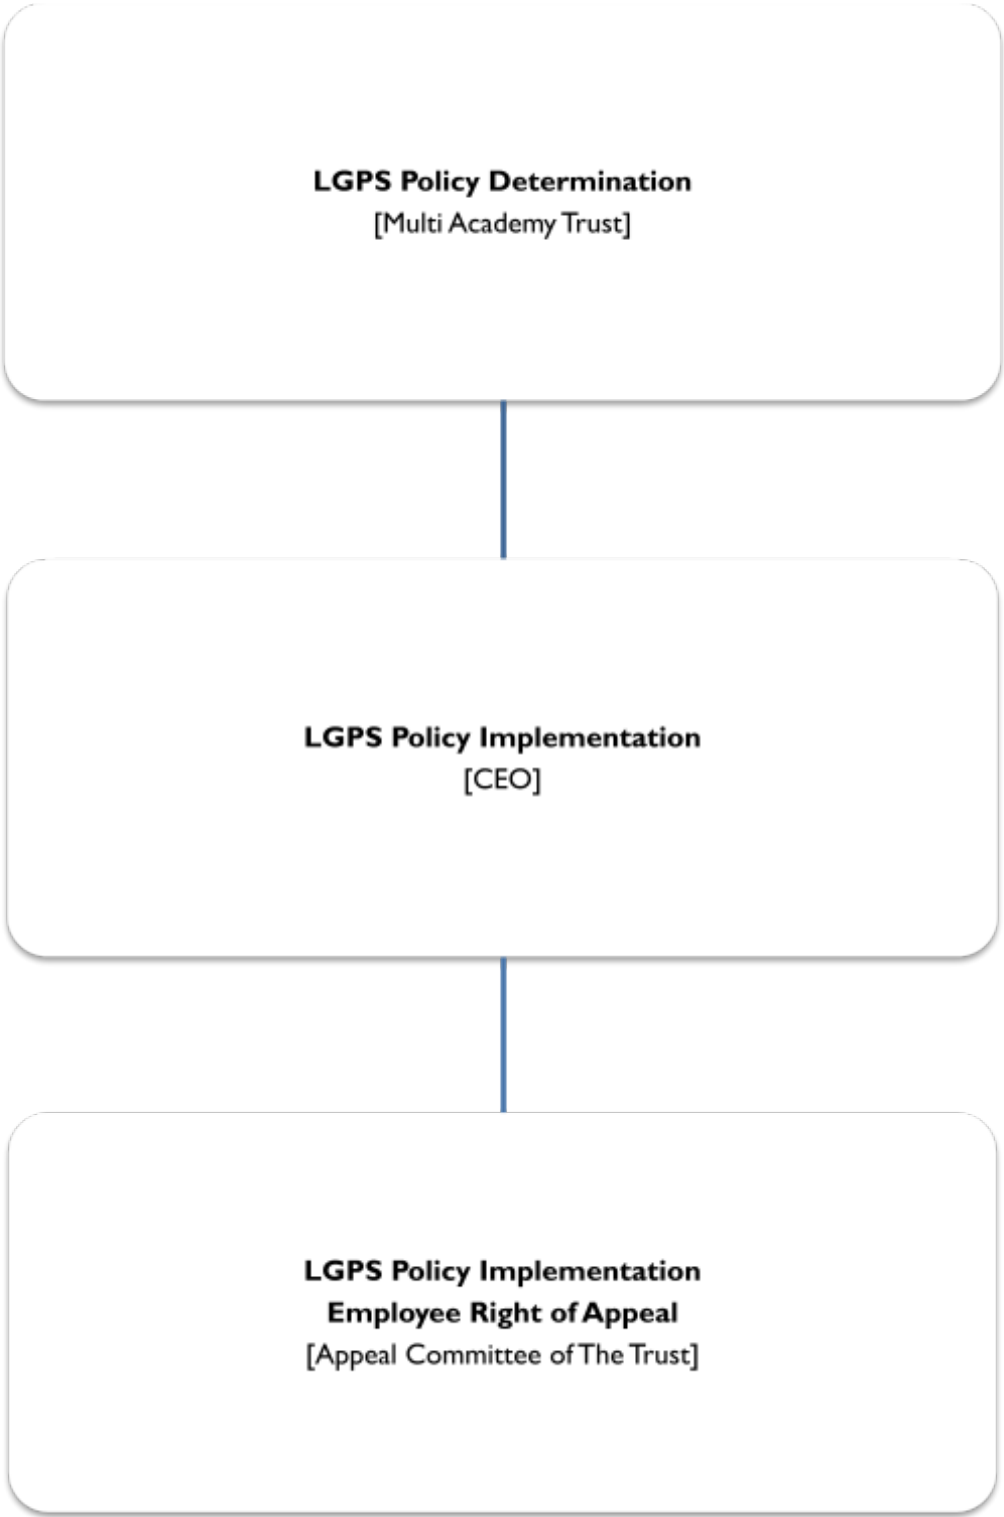 LGPS Policy Determination
[Multi Academy Trust]
LGPS Policy Implementation
[CEO]
LGPS Policy Implementation
Employee Right of Appeal
[Appeal Committee of The Trust]